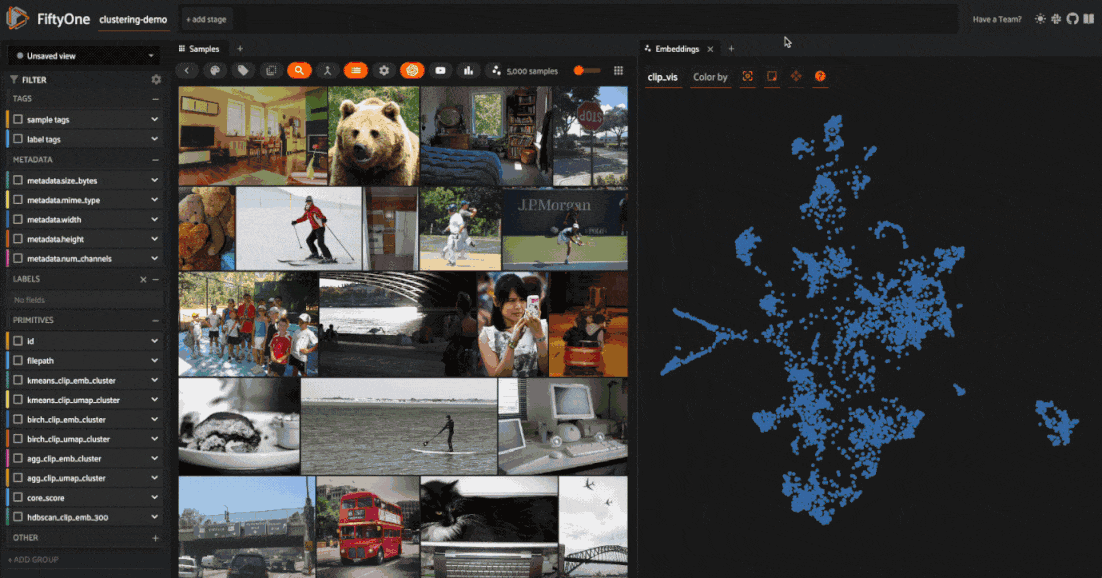 FiftyOne
clustering-demo
+ add stage
Have a Team?
Unsaved view
Samples
+
Embeddings
+
FILTER
5,000 samples
clip_vis
Color by
?
TAGS
sample tags
label tags
METADATA
metadata.size_bytes
metadata.mime_type
metadata.width
metadata.height
metadata.num_channels
LABELS
No fields
PRIMITIVES
id
filepath
kmeans_clip_emb_cluster
kmeans_clip_umap_cluster
birch_clip_emb_cluster
birch_clip_umap_cluster
agg_clip_emb_cluster
agg_clip_umap_cluster
core_score
hdbscan_clip_emb_300
OTHER
+ ADD GROUP
STOP
J.P.Morgan